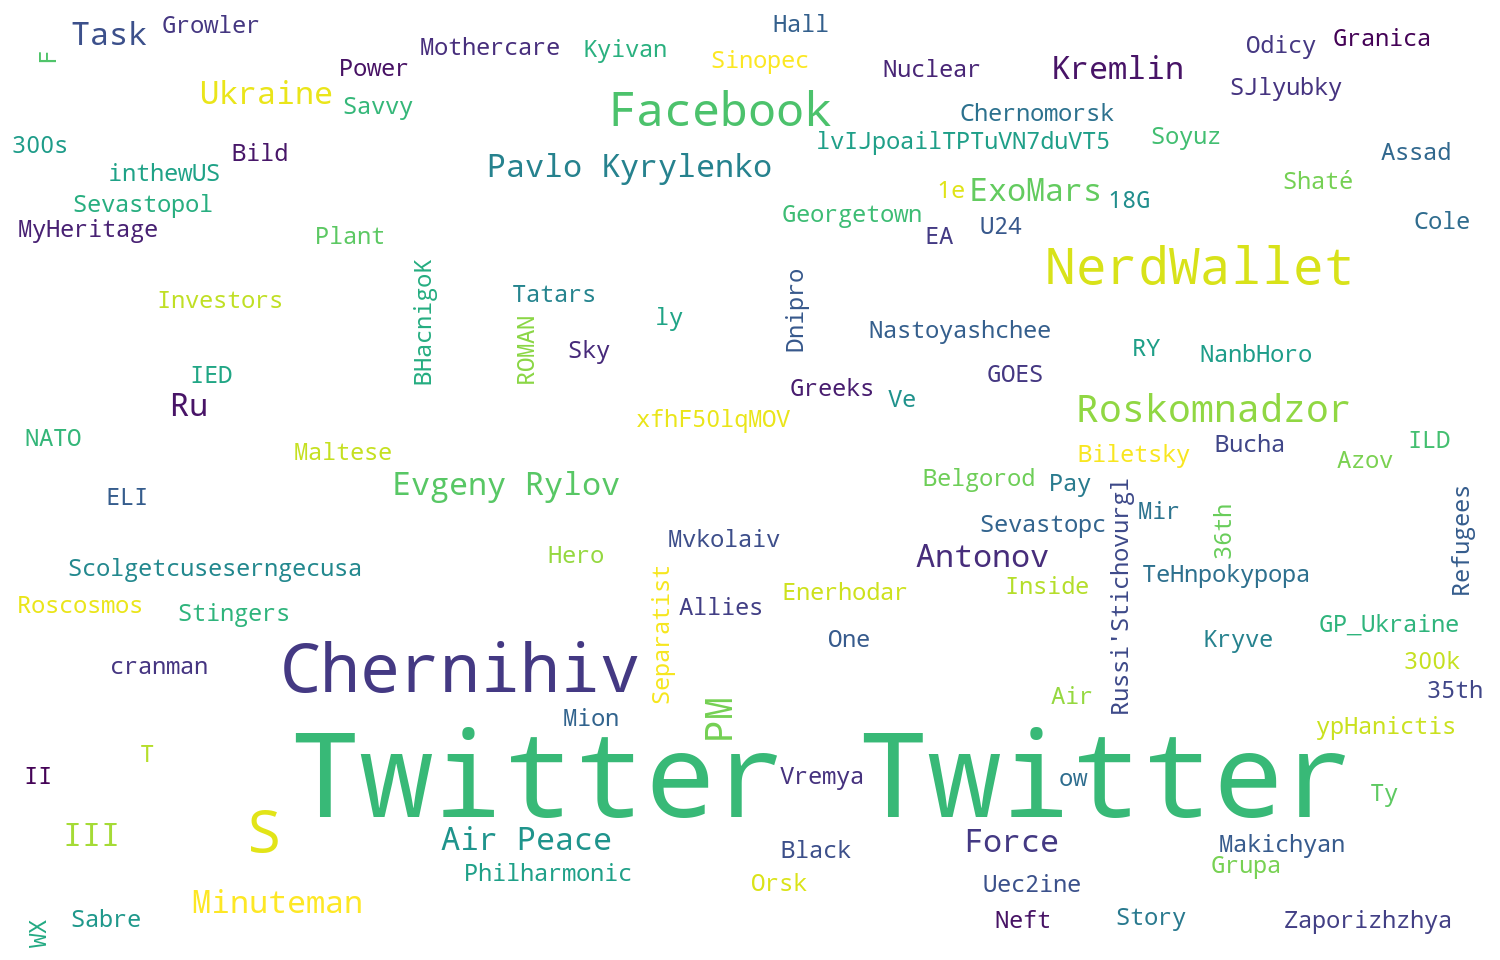 Hall
Growler
Task
Granica
Odicy
Mothercare
Kyivan
F
Sinopec
Power
Nuclear
Kremlin
SJlyubky
Ukraine
Savvy
Facebook
Chernomorsk
Soyuz
lvIJpoailTPTuVN7duVT5
300s
Bild
Assad
Pavlo Kyrylenko
inthewUS
Shaté
1e
ExoMars
18G
Sevastopol
Georgetown
Cole
U24
MyHeritage
Plant
EA
NerdWallet
Tatars
Investors
BHacnigoK
Dnipro
ly
Nastoyashchee
ROMAN
Sky
RY
NanbHoro
IED
GOES
Greeks
Ve
Ru
Roskomnadzor
xfhF5OlqMOV
NATO
ILD
Bucha
Maltese
Biletsky
Azov
Belgorod
Evgeny Rylov
Pay
ELI
Mir
Sevastopc
36th
Refugees
Mvkolaiv
Hero
Antonov
Scolgetcuseserngecusa
TeHnpokypopa
Inside
Enerhodar
Russi'Stichovurgl
Roscosmos
Stingers
Allies
Separatist
GP_Ukraine
One
Kryve
cranman
Chernihiv
300k
35th
Air
Mion
PM
ypHanictis
T
Twitter Twitter
II
Vremya
ow
Ty
III
S
Air Peace
Force
Makichyan
Black
Grupa
Philharmonic
Orsk
Uec2ine
Minuteman
Sabre
Neft
Story
Zaporizhzhya
WX